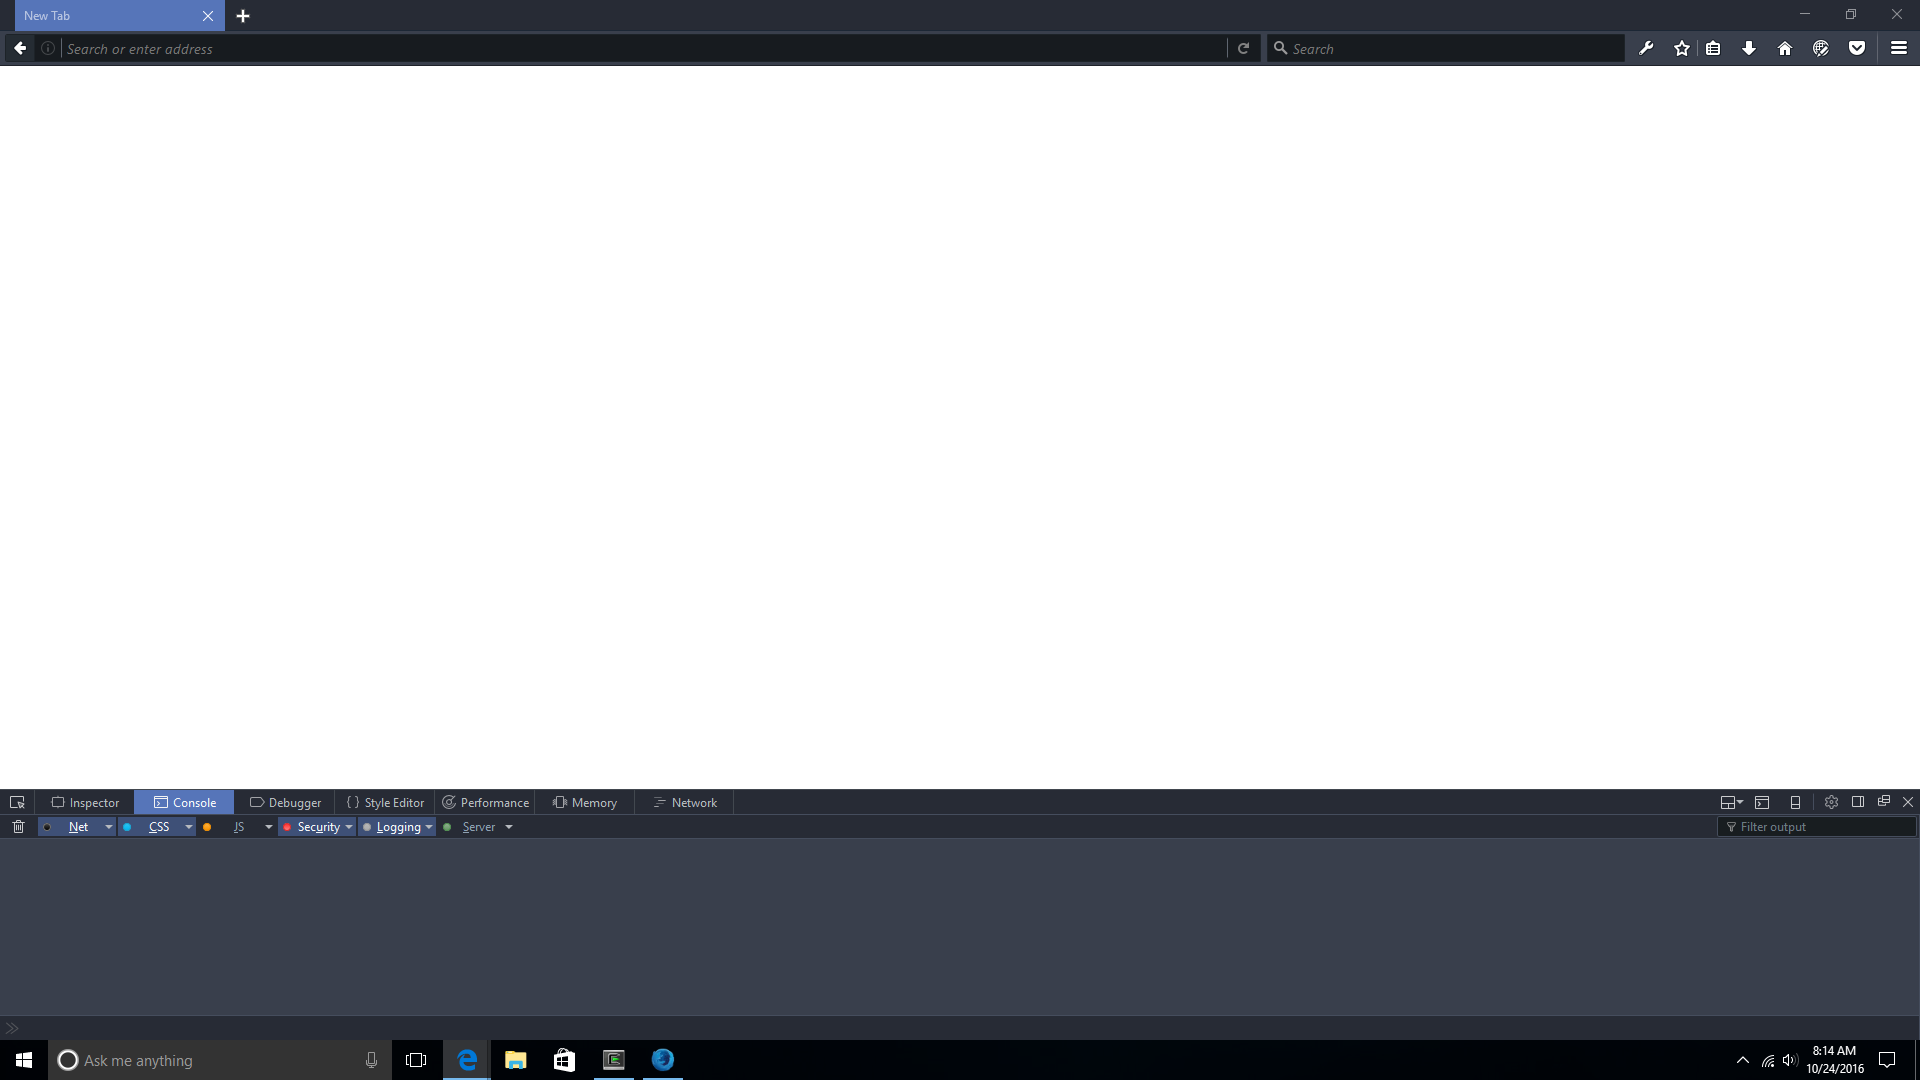 New Tab
Search or enter address
Search
Inspector
Console
Debugger
Style Editor
Performance
Memory
Network
Net
CSS
JS
Security
Logging
Server
Filter output
Ask me anything
8:14 AM
10/24/2016